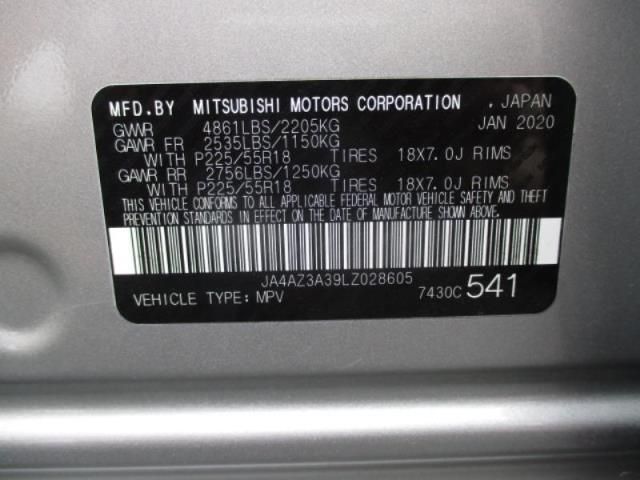 MFD.BY MITSUBISHI MOTORS CORPORATION . JAPAN
GVWR 4861LBS/2205KG JAN 2020
GAWR FR 2535LBS/1150KG
WITH P225/55R18 TIRES 18X7.0J RIMS
GAWR RR 2756LBS/1250KG
WITH P225/55R18 TIRES 18X7.0J RIMS
THIS VEHICLE CONFORMS TO ALL APPLICABLE FEDERAL MOTOR VEHICLE SAFETY AND THEFT
PREVENTION STANDARDS IN EFFECT ON THE DATE OF MANUFACTURE SHOWN ABOVE.
JA4AZ3A39LZ028605
VEHICLE TYPE: MPV 7430C 541